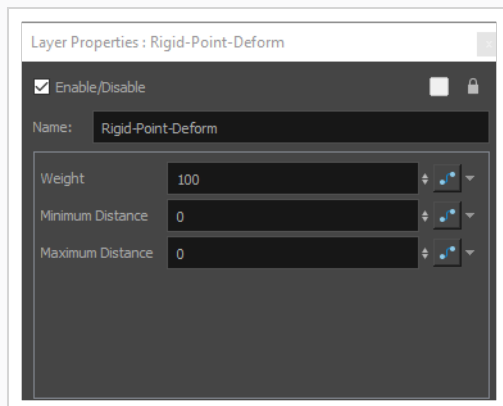 Layer Properties : Rigid-Point-Deform
Enable/Disable
Name: Rigid-Point-Deform
Weight 100
Minimum Distance 0
Maximum Distance 0